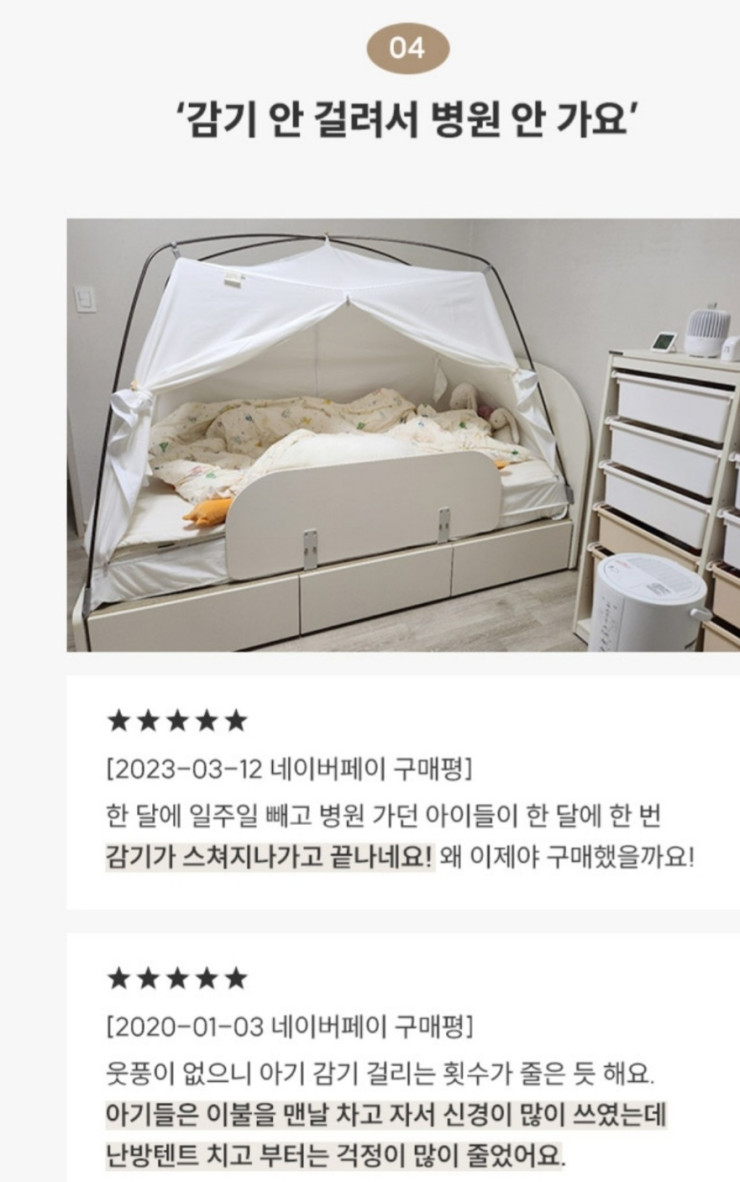 04
‘감기 안 걸려서 병원 안 가요’
★★★★★
[2023-03-12 네이버페이 구매평]
한 달에 일주일 빼고 병원 가던 아이들이 한 달에 한 번
감기가 스쳐지나가고 끝나네요! 왜 이제야 구매했을까요!
★★★★★
[2020-01-03 네이버페이 구매평]
웃풍이 없으니 아기 감기 걸리는 횟수가 줄은 듯 해요.
아기들은 이불을 맨날 차고 자서 신경이 많이 쓰였는데
난방텐트 치고 부터는 걱정이 많이 줄었어요.